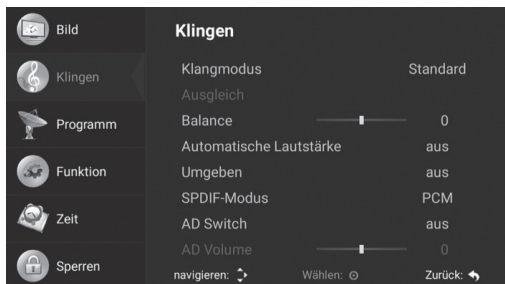 Bild
Klingen
Programm
Funktion
Zeit
Sperren
Klingen
Klangmodus Standard
Ausgleich
Balance 0
Automatische Lautstärke aus
Umgeben aus
SPDIF-Modus PCM
AD Switch aus
AD Volume 0
navigieren: Wählen: Zurück: